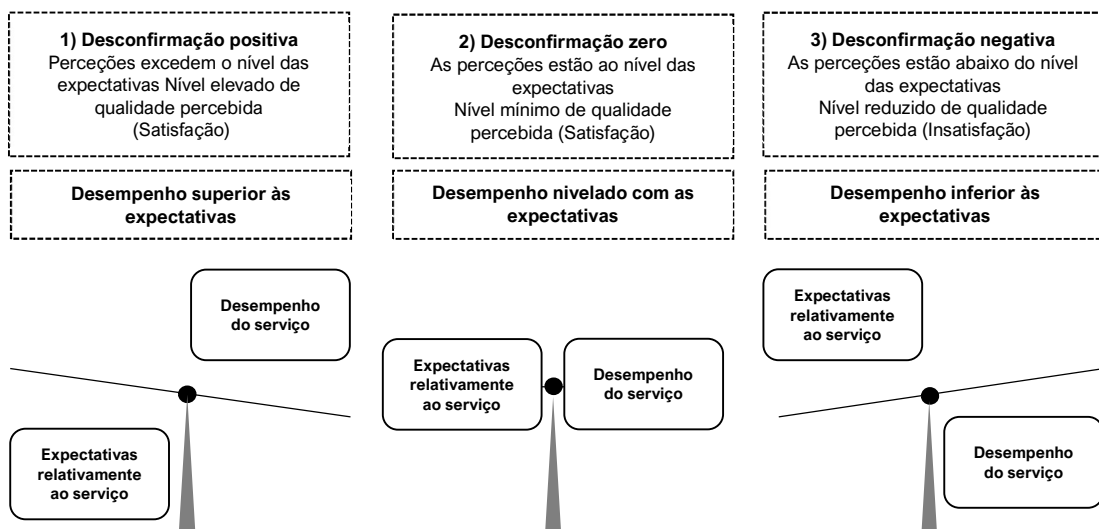 1) Desconfirmação positiva
Perceções excedem o nível das
expectativas Nível elevado de
qualidade percebida
(Satisfação)
2) Desconfirmação zero
As perceções estão ao nível das
expectativas
Nível mínimo de qualidade
percebida (Satisfação)
3) Desconfirmação negativa
As perceções estão abaixo do nível
das expectativas
Nível reduzido de qualidade
percebida (Insatisfação)
Desempenho superior às
expectativas
Desempenho nivelado com as
expectativas
Desempenho inferior às
expectativas
Desempenho
do serviço
Expectativas
relativamente
ao serviço
Expectativas
relativamente
ao serviço
Desempenho
do serviço
Expectativas
relativamente
ao serviço
Desempenho
do serviço